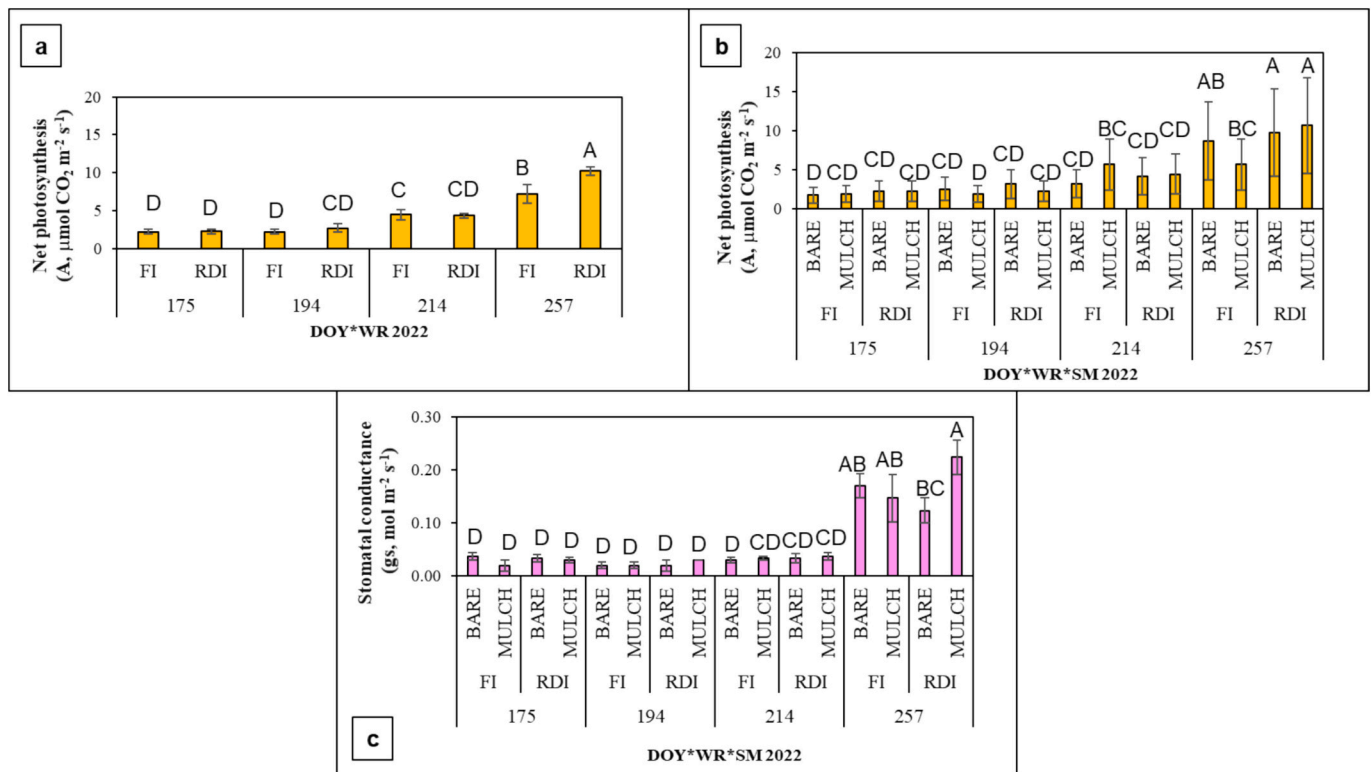 a
Net photosynthesis
(A, µmol CO₂ m⁻² s⁻¹)
20
15
10
5
0
D D D CD C CD B A
FI RDI FI RDI FI RDI FI RDI
175 194 214 257
DOY*WR 2022
b
Net photosynthesis
(A, µmol CO₂ m⁻² s⁻¹)
20
15
10
5
0
D CD CD CD CD D CD CD CD BC CD CD AB BC A A
BARE MULCH BARE MULCH BARE MULCH BARE MULCH BARE MULCH BARE MULCH BARE MULCH BARE MULCH
FI RDI FI RDI FI RDI FI RDI
175 194 214 257
DOY*WR*SM 2022
Stomatal conductance
(gs, mol m⁻² s⁻¹)
0.30
0.20
0.10
0.00
D D D D D D D D D CD CD CD AB AB BC A
BARE MULCH BARE MULCH BARE MULCH BARE MULCH BARE MULCH BARE MULCH BARE MULCH BARE MULCH
FI RDI FI RDI FI RDI FI RDI
175 194 214 257
c
DOY*WR*SM 2022